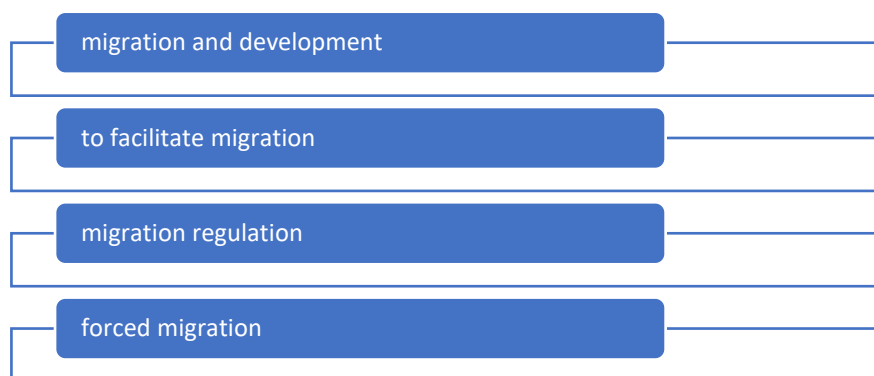 migration and development
to facilitate migration
migration regulation
forced migration